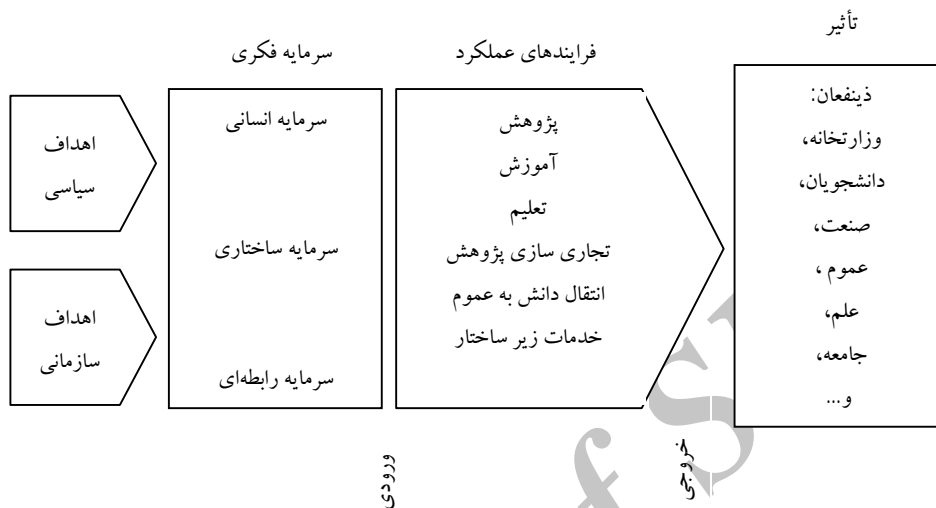 تأثیر
فرایندهای عملکرد
سرمایه فکری
اهداف
سیاسی
اهداف
سازمانی
سرمایه انسانی
سرمایه ساختاری
سرمایه رابطه‌ای
پژوهش
آموزش
تعلیم
تجاری سازی پژوهش
انتقال دانش به عموم
خدمات زیر ساختار
ذینفعان:
وزارتخانه،
دانشجویان،
صنعت،
عموم ،
علم،
جامعه،
و...
ورودی
خروجی
f S